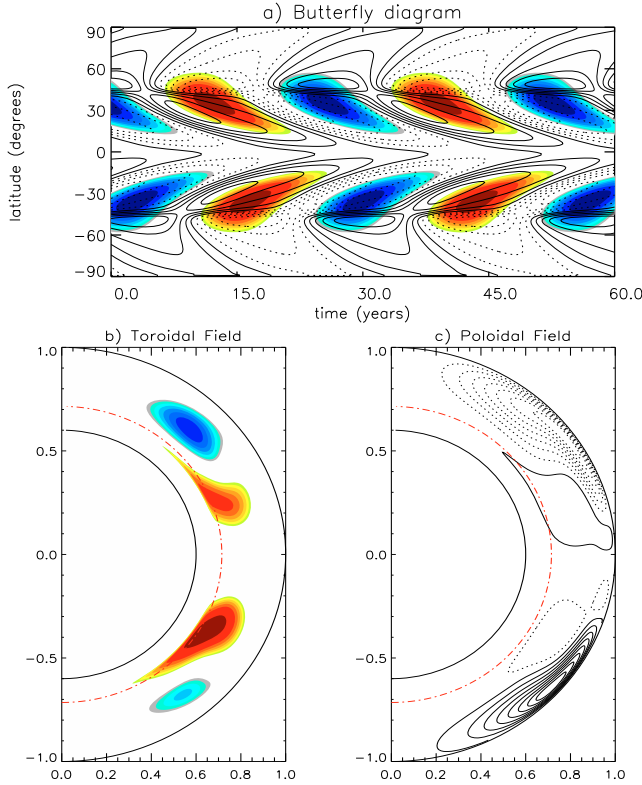 a) Butterfly diagram
latitude (degrees)
90
60
30
0
−30
−60
−90
0.0 15.0 30.0 45.0 60.0
time (years)
b) Toroidal Field
1.0
0.5
0.0
−0.5
−1.0
0.0 0.2 0.4 0.6 0.8 1.0
c) Poloidal Field
1.0
0.5
0.0
−0.5
−1.0
0.0 0.2 0.4 0.6 0.8 1.0